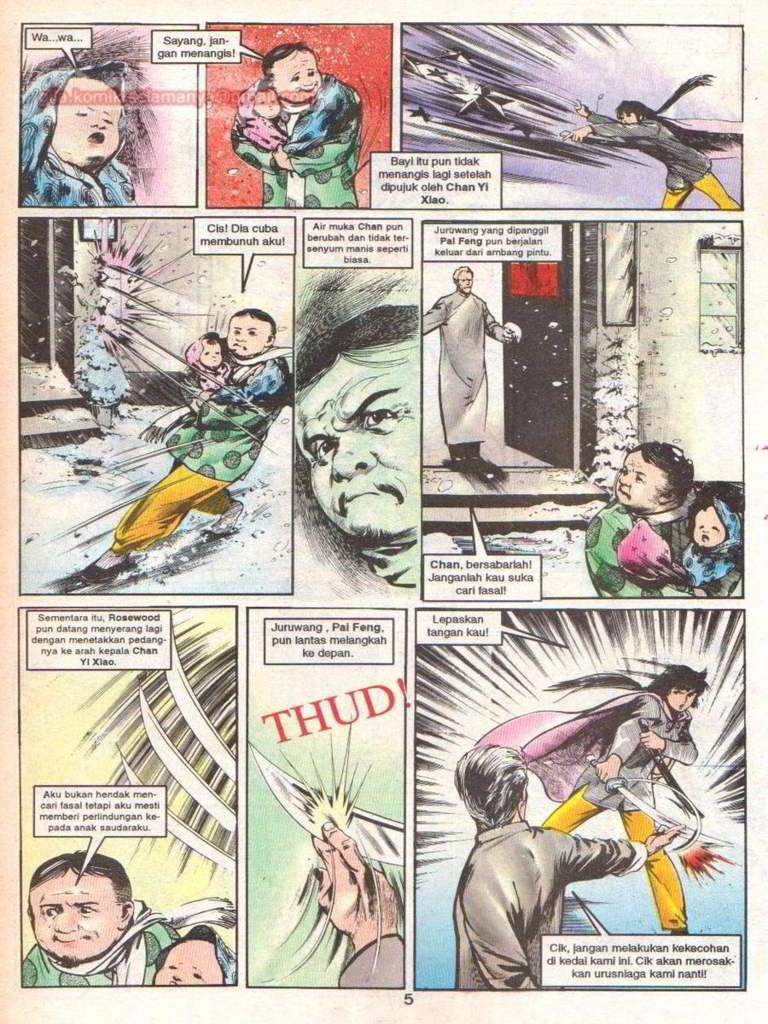 Wa...wa...
Sayang, jan-
gan menangis!
Bayi itu pun tidak
menangis lagi setelah
dipujuk oleh Chan Yi
Xiao.
Cis! Dia cuba
membunuh aku!
Air muka Chan pun
berubah dan tidak ter-
senyum manis seperti
biasa.
Juruwang yang dipanggil
Pai Feng pun berjalan
keluar dari ambang pintu.
Chan, bersabarlah!
Janganlah kau suka
cari fasal!
Sementara itu, Rosewood
pun datang menyerang lagi
dengan menetakkan pedang-
nya ke arah kepala Chan
Yi Xiao.
Aku bukan hendak men-
cari fasal tetapi aku mesti
memberi perlindungan ke-
pada anak saudaraku.
Juruwang , Pai Feng,
pun lantas melangkah
ke depan.
THUD!
Lepaskan
tangan kau!
Cik, jangan melakukan kekecohan
di kedai kami ini. Cik akan merosak-
kan urusniaga kami nanti!
5